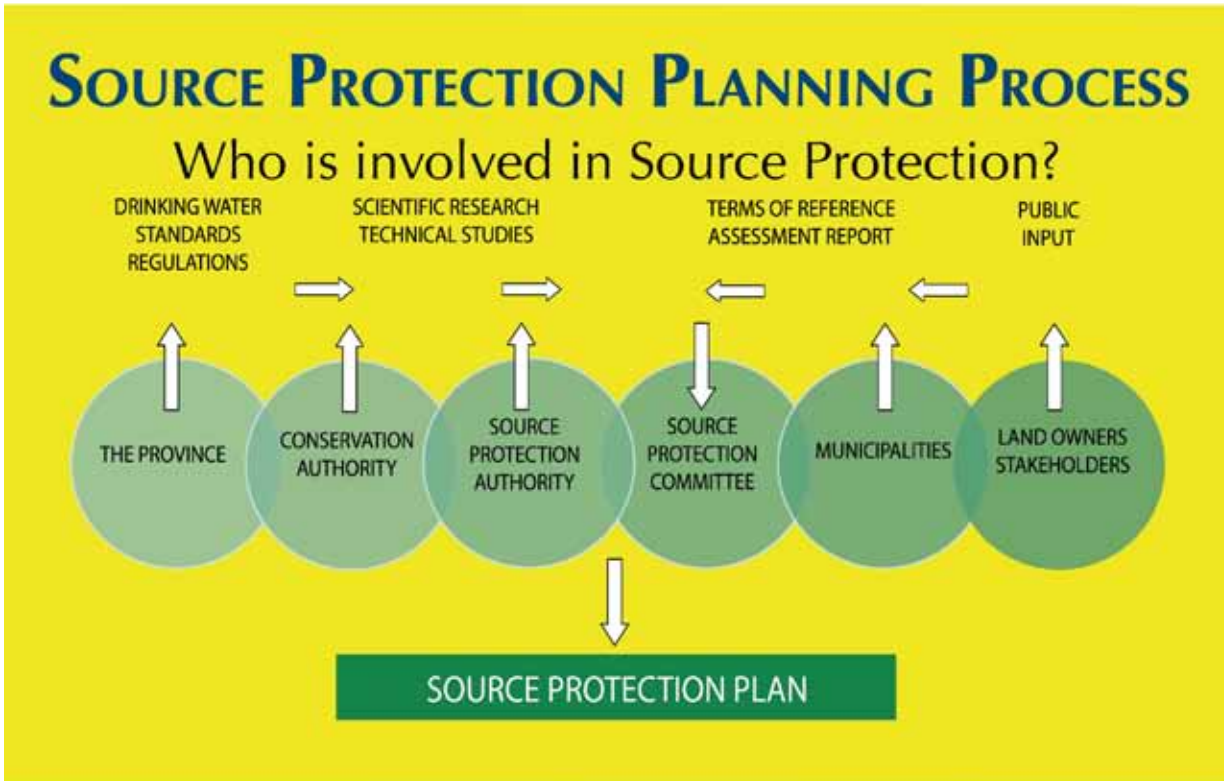 SOURCE PROTECTION PLANNING PROCESS
Who is involved in Source Protection?
DRINKING WATER
STANDARDS
REGULATIONS
SCIENTIFIC RESEARCH
TECHNICAL STUDIES
TERMS OF REFERENCE
ASSESSMENT REPORT
PUBLIC
INPUT
THE PROVINCE
CONSERVATION
AUTHORITY
SOURCE
PROTECTION
AUTHORITY
SOURCE
PROTECTION
COMMITTEE
MUNICIPALITIES
LAND OWNERS
STAKEHOLDERS
SOURCE PROTECTION PLAN